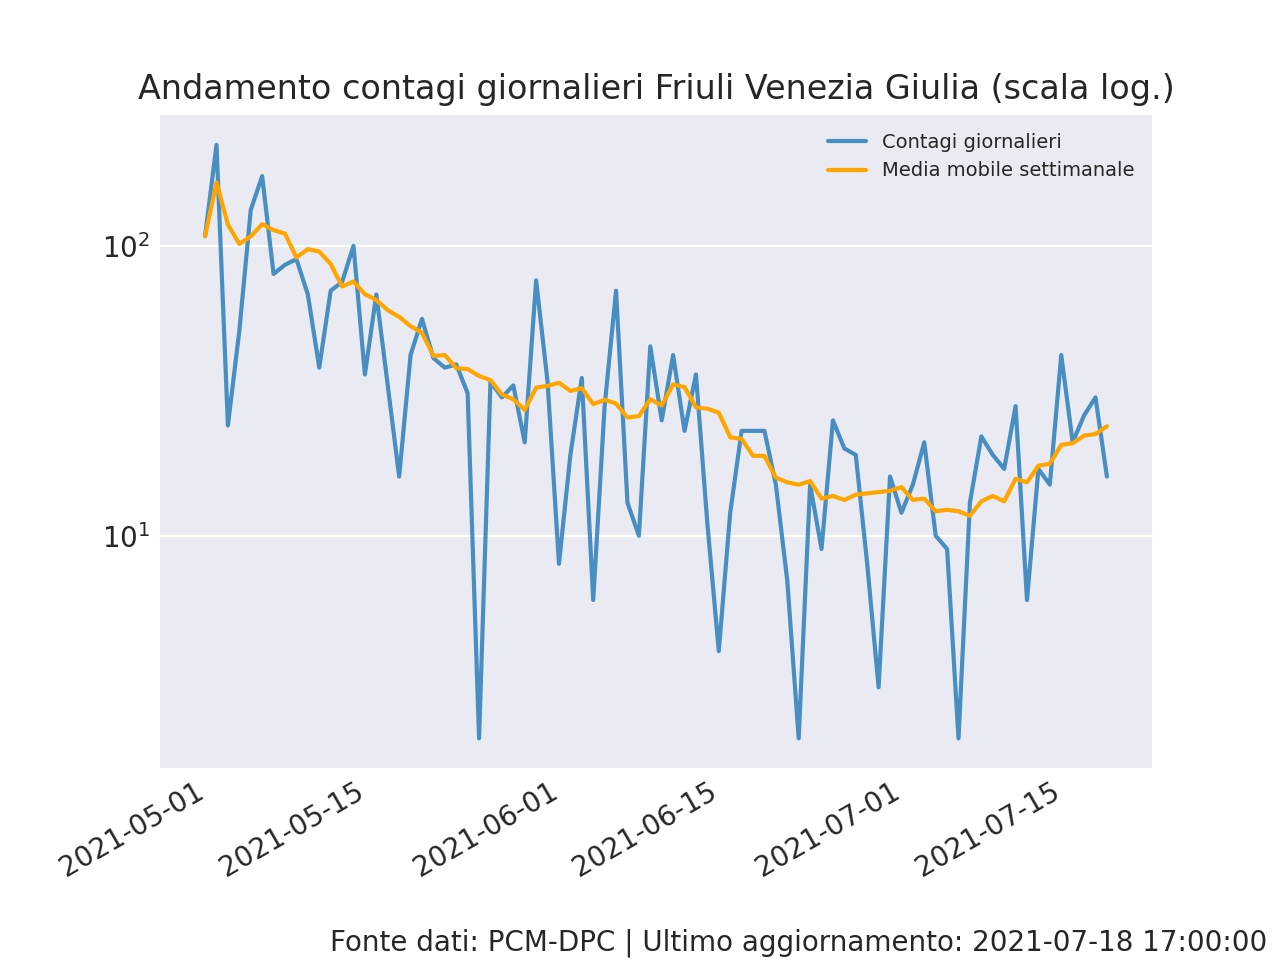 Andamento contagi giornalieri Friuli Venezia Giulia (scala log.)
Contagi giornalieri
Media mobile settimanale
10²
10¹
2021-05-01
2021-05-15
2021-06-01
2021-06-15
2021-07-01
2021-07-15
Fonte dati: PCM-DPC | Ultimo aggiornamento: 2021-07-18 17:00:00